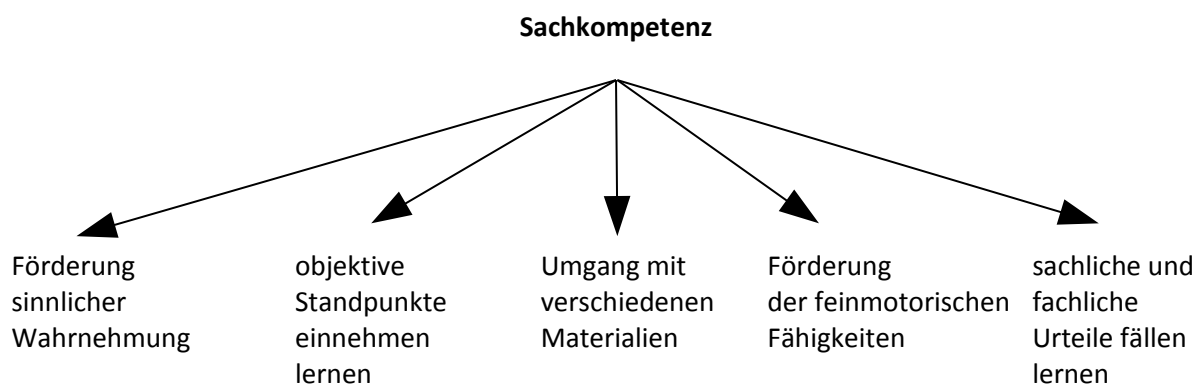 Sachkompetenz
Förderung
sinnlicher
Wahrnehmung
objektive
Standpunkte
einnehmen
lernen
Umgang mit
verschiedenen
Materialien
Förderung
der feinmotorischen
Fähigkeiten
sachliche und
fachliche
Urteile fällen
lernen